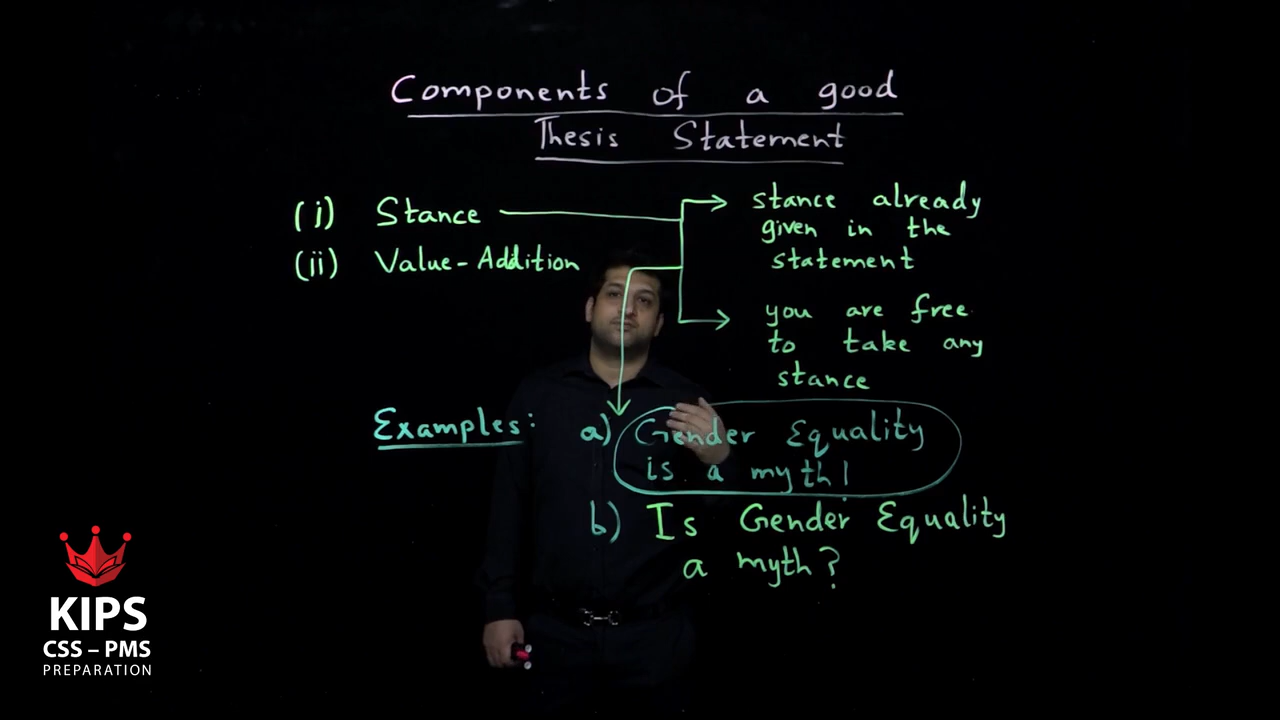 Components of a good
Thesis Statement
(i) Stance
(ii) Value-Addition
stance already
given in the
statement
you are free
to take any
stance
Examples:
a) Gender Equality
is a myth!
b) Is Gender Equality
a myth?
KIPS
CSS – PMS
PREPARATION